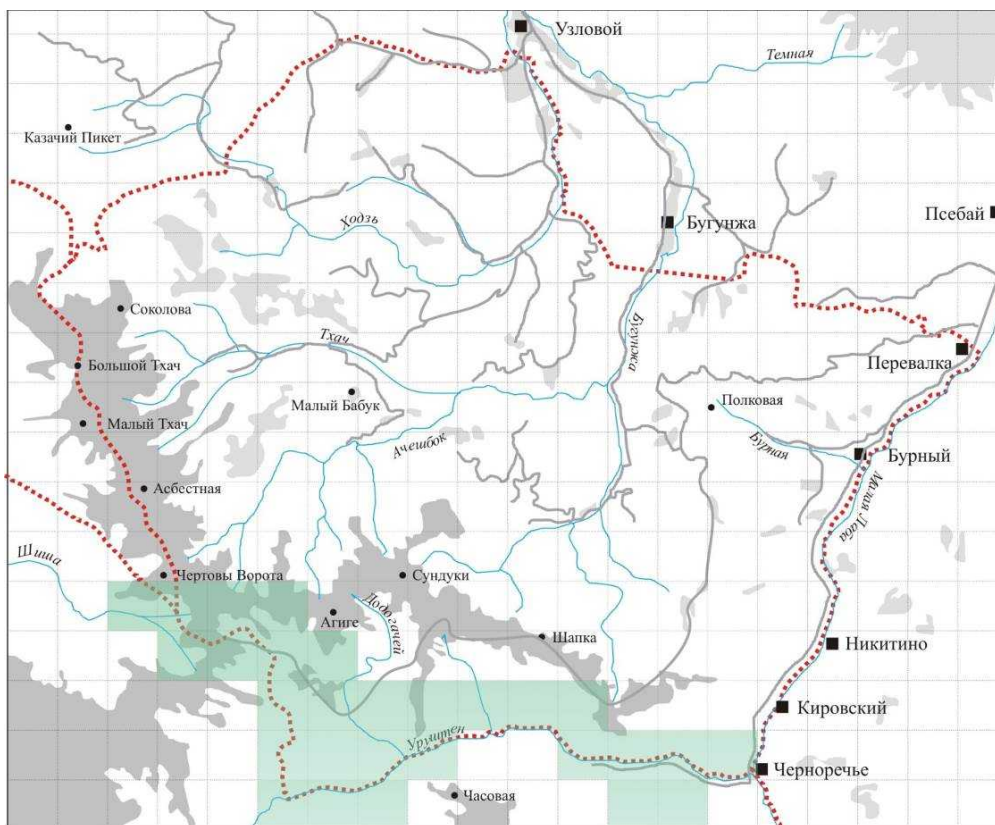 Узловой
Темная
Казачий Пикет
Псебай
Ходзь
Бугунжа
Соколова
Бугунжа
Тхач
Перевалка
Большой Тхач
Малый Бабук
Полковая
Малый Тхач
Ачешбок
Бурная
Бурный
Асбестная
Малая Лаба
Шиша
Чертовы Ворота
Сундуки
Агиге
Додогачей
Шапка
Никитино
Кировский
Уруштен
Черноречье
Часовая